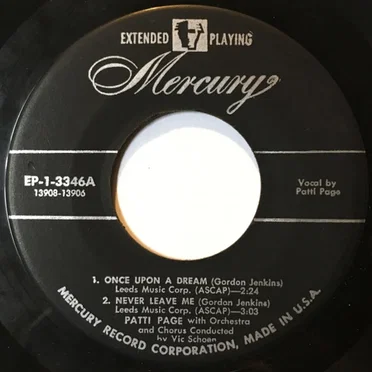 EXTENDED PLAYING
Mercury
EP-1-3346A
13908-13906
Vocal by
Patti Page
1. ONCE UPON A DREAM (Gordon Jenkins)
Leeds Music Corp. (ASCAP)—2:24
2. NEVER LEAVE ME (Gordon Jenkins)
Leeds Music Corp. (ASCAP)—3:03
PATTI PAGE with Orchestra
and Chorus Conducted
by Vic Schoen
MERCURY RECORD CORPORATION, MADE IN U.S.A.